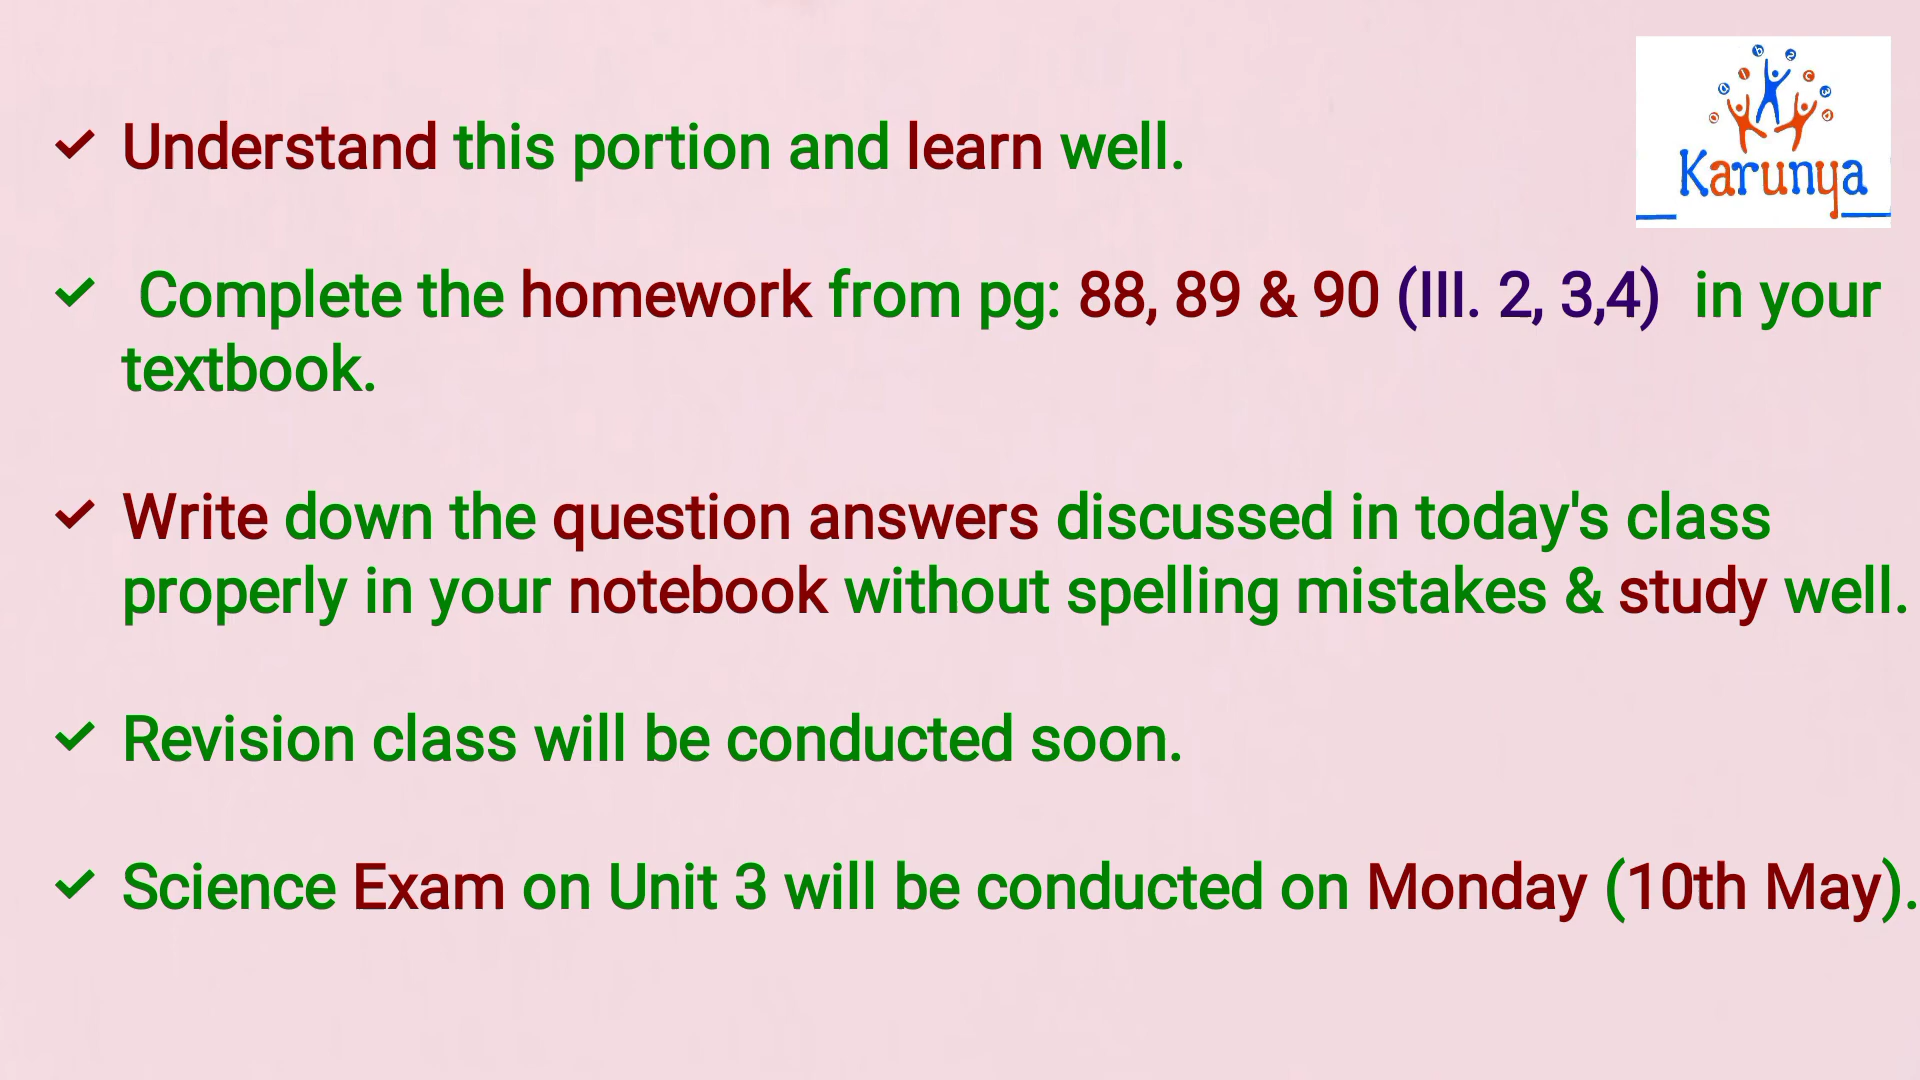 Karunya
✓ Understand this portion and learn well.
✓ Complete the homework from pg: 88, 89 & 90 (III. 2, 3,4) in your
textbook.
✓ Write down the question answers discussed in today's class
properly in your notebook without spelling mistakes & study well.
✓ Revision class will be conducted soon.
✓ Science Exam on Unit 3 will be conducted on Monday (10th May).